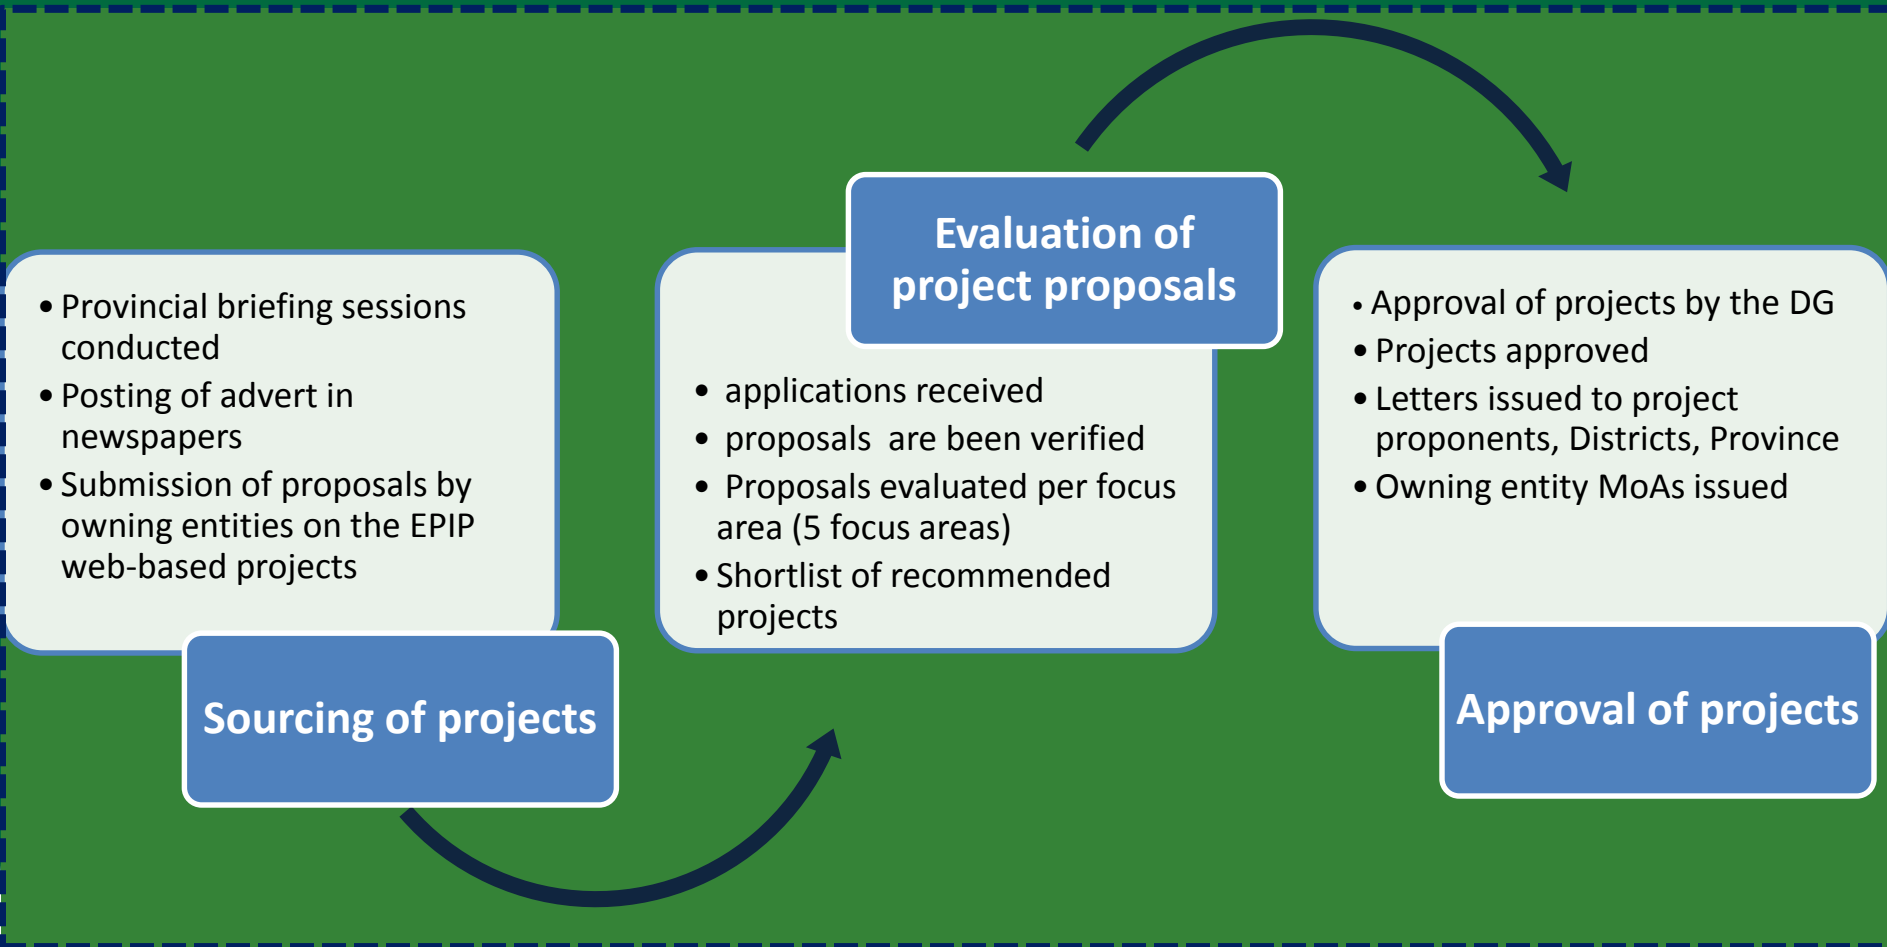 • Provincial briefing sessions
conducted
• Posting of advert in
newspapers
• Submission of proposals by
owning entities on the EPIP
web-based projects
Sourcing of projects
Evaluation of
project proposals
• applications received
• proposals are been verified
• Proposals evaluated per focus
area (5 focus areas)
• Shortlist of recommended
projects
• Approval of projects by the DG
• Projects approved
• Letters issued to project
proponents, Districts, Province
• Owning entity MoAs issued
Approval of projects